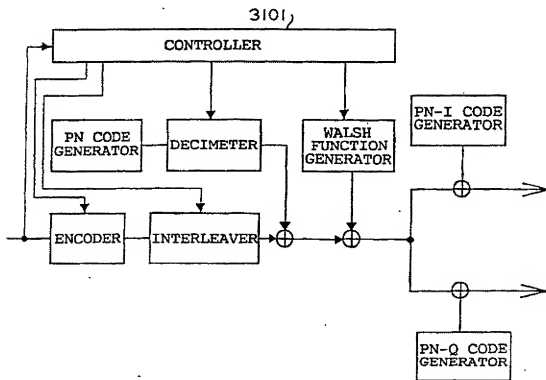 3101
CONTROLLER
PN CODE
GENERATOR
DECIMETER
WALSH
FUNCTION
GENERATOR
PN-I CODE
GENERATOR
ENCODER
INTERLEAVER
PN-Q CODE
GENERATOR